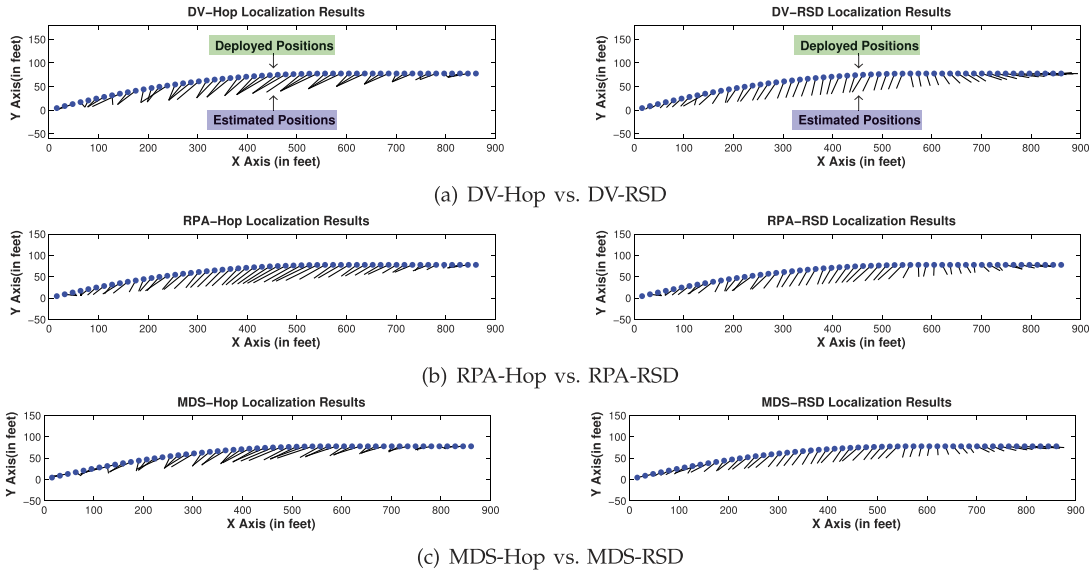 DV−Hop Localization Results
Y Axis(in feet)
150
100
50
0
−50
Deployed Positions
Estimated Positions
0 100 200 300 400 500 600 700 800 900
X Axis (in feet)
DV−RSD Localization Results
Y Axis(in feet)
150
100
50
0
−50
Deployed Positions
Estimated Positions
0 100 200 300 400 500 600 700 800 900
X Axis (in feet)
(a) DV-Hop vs. DV-RSD
RPA−Hop Localization Results
Y Axis(in feet)
150
100
50
0
−50
0 100 200 300 400 500 600 700 800 900
X Axis (in feet)
RPA−RSD Localization Results
Y Axis(in feet)
150
100
50
0
−50
0 100 200 300 400 500 600 700 800 900
X Axis (in feet)
(b) RPA-Hop vs. RPA-RSD
MDS−Hop Localization Results
Y Axis(in feet)
150
100
50
0
−50
0 100 200 300 400 500 600 700 800 900
X Axis (in feet)
MDS−RSD Localization Results
Y Axis(in feet)
150
100
50
0
−50
0 100 200 300 400 500 600 700 800 900
X Axis (in feet)
(c) MDS-Hop vs. MDS-RSD